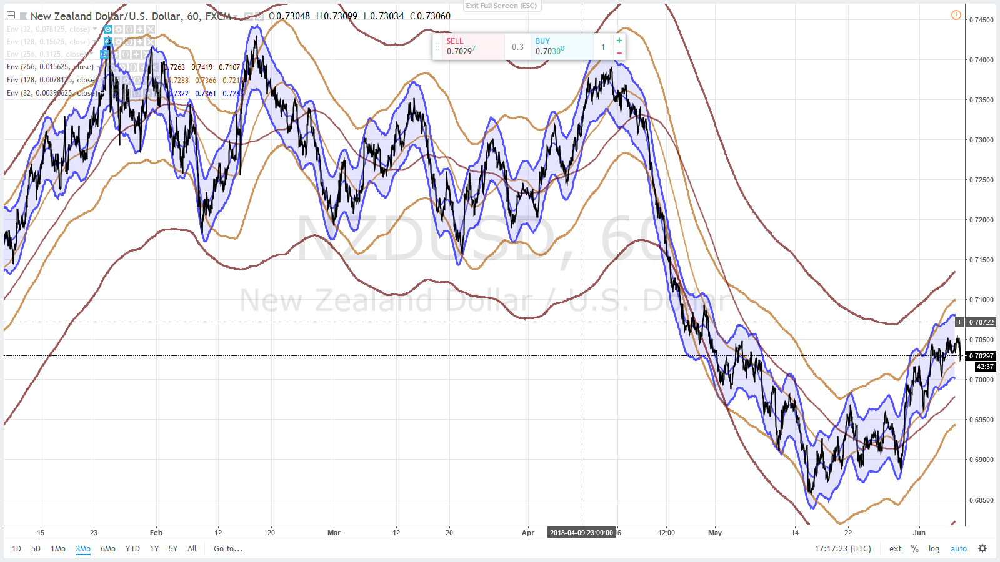 Exit Full Screen (ESC)
New Zealand Dollar/U.S. Dollar, 60, FXCM O0.73048 H0.73099 L0.73034 C0.73060
Env (32, 0.078125, close)
Env (128, 0.15625, close)
Env (256, 0.3125, close)
Env (256, 0.015625, close) 0.7263 0.7419 0.7107
Env (128, 0.0078125, close) 0.7288 0.7366
Env (32, 0.00390625, close) 0.7322 0.7361
SELL 0.70297
0.3
BUY 0.70300
1
+
−
NZDUSD, 60
New Zealand Dollar / U.S. Dollar
0.74500
0.74000
0.73500
0.73000
0.72500
0.72000
0.71500
0.71000
0.70722
0.70500
0.70297
42:37
0.70000
0.69500
0.69000
0.68500
15 23 Feb 12 20 Mar 12 20 Apr 2018-04-09 23:00:00 16 12:00 May 14 22 Jun
1D 5D 1Mo 3Mo 6Mo YTD 1Y 5Y All Go to... 17:17:23 (UTC) ext % log auto